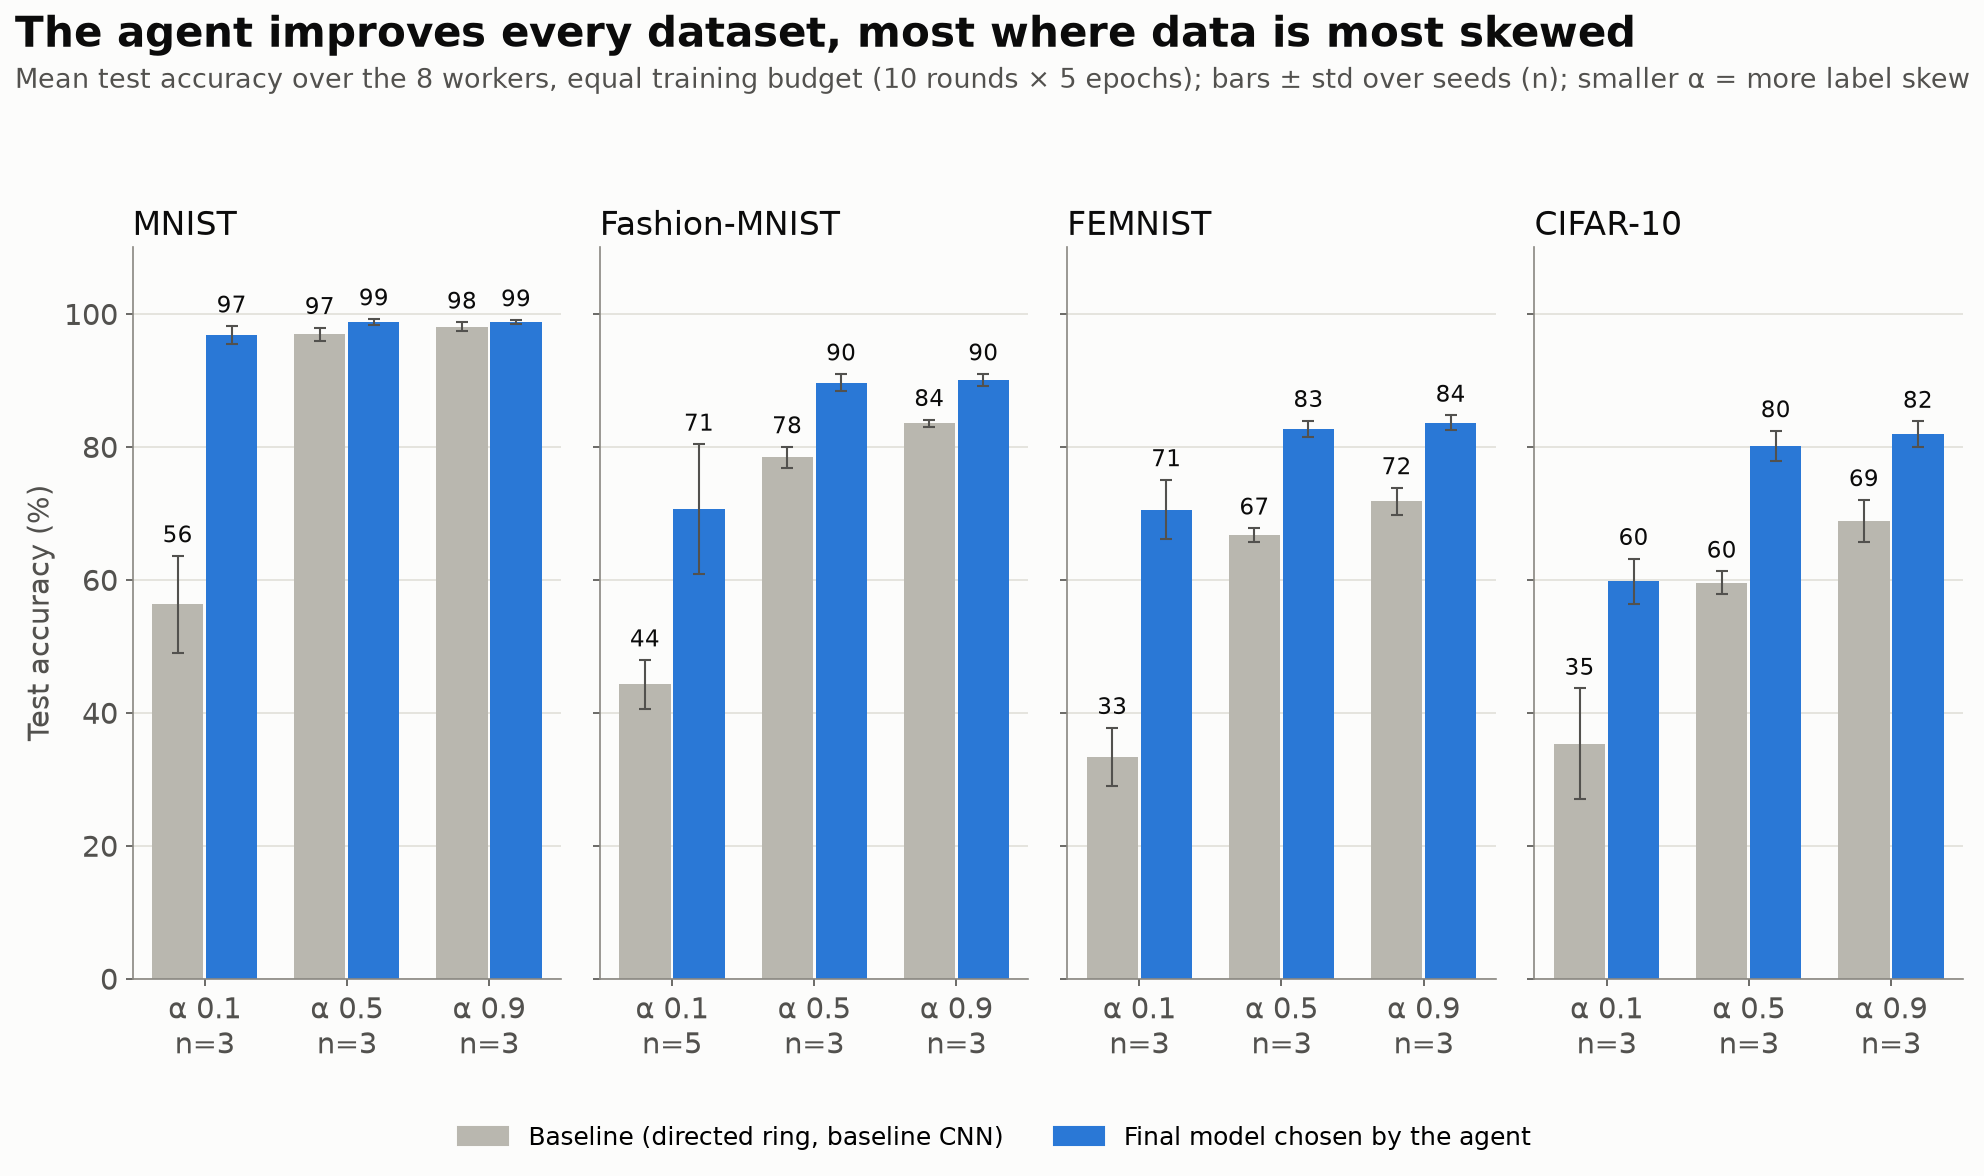 The agent improves every dataset, most where data is most skewed
Mean test accuracy over the 8 workers, equal training budget (10 rounds × 5 epochs); bars ± std over seeds (n); smaller α = more label skew
MNIST
Fashion-MNIST
FEMNIST
CIFAR-10
Test accuracy (%)
100
80
60
40
20
0
56
97
97
99
98
99
44
71
78
90
84
90
33
71
67
83
72
84
35
60
60
80
69
82
α 0.1
n=3
α 0.5
n=3
α 0.9
n=3
α 0.1
n=5
α 0.5
n=3
α 0.9
n=3
α 0.1
n=3
α 0.5
n=3
α 0.9
n=3
α 0.1
n=3
α 0.5
n=3
α 0.9
n=3
Baseline (directed ring, baseline CNN)
Final model chosen by the agent